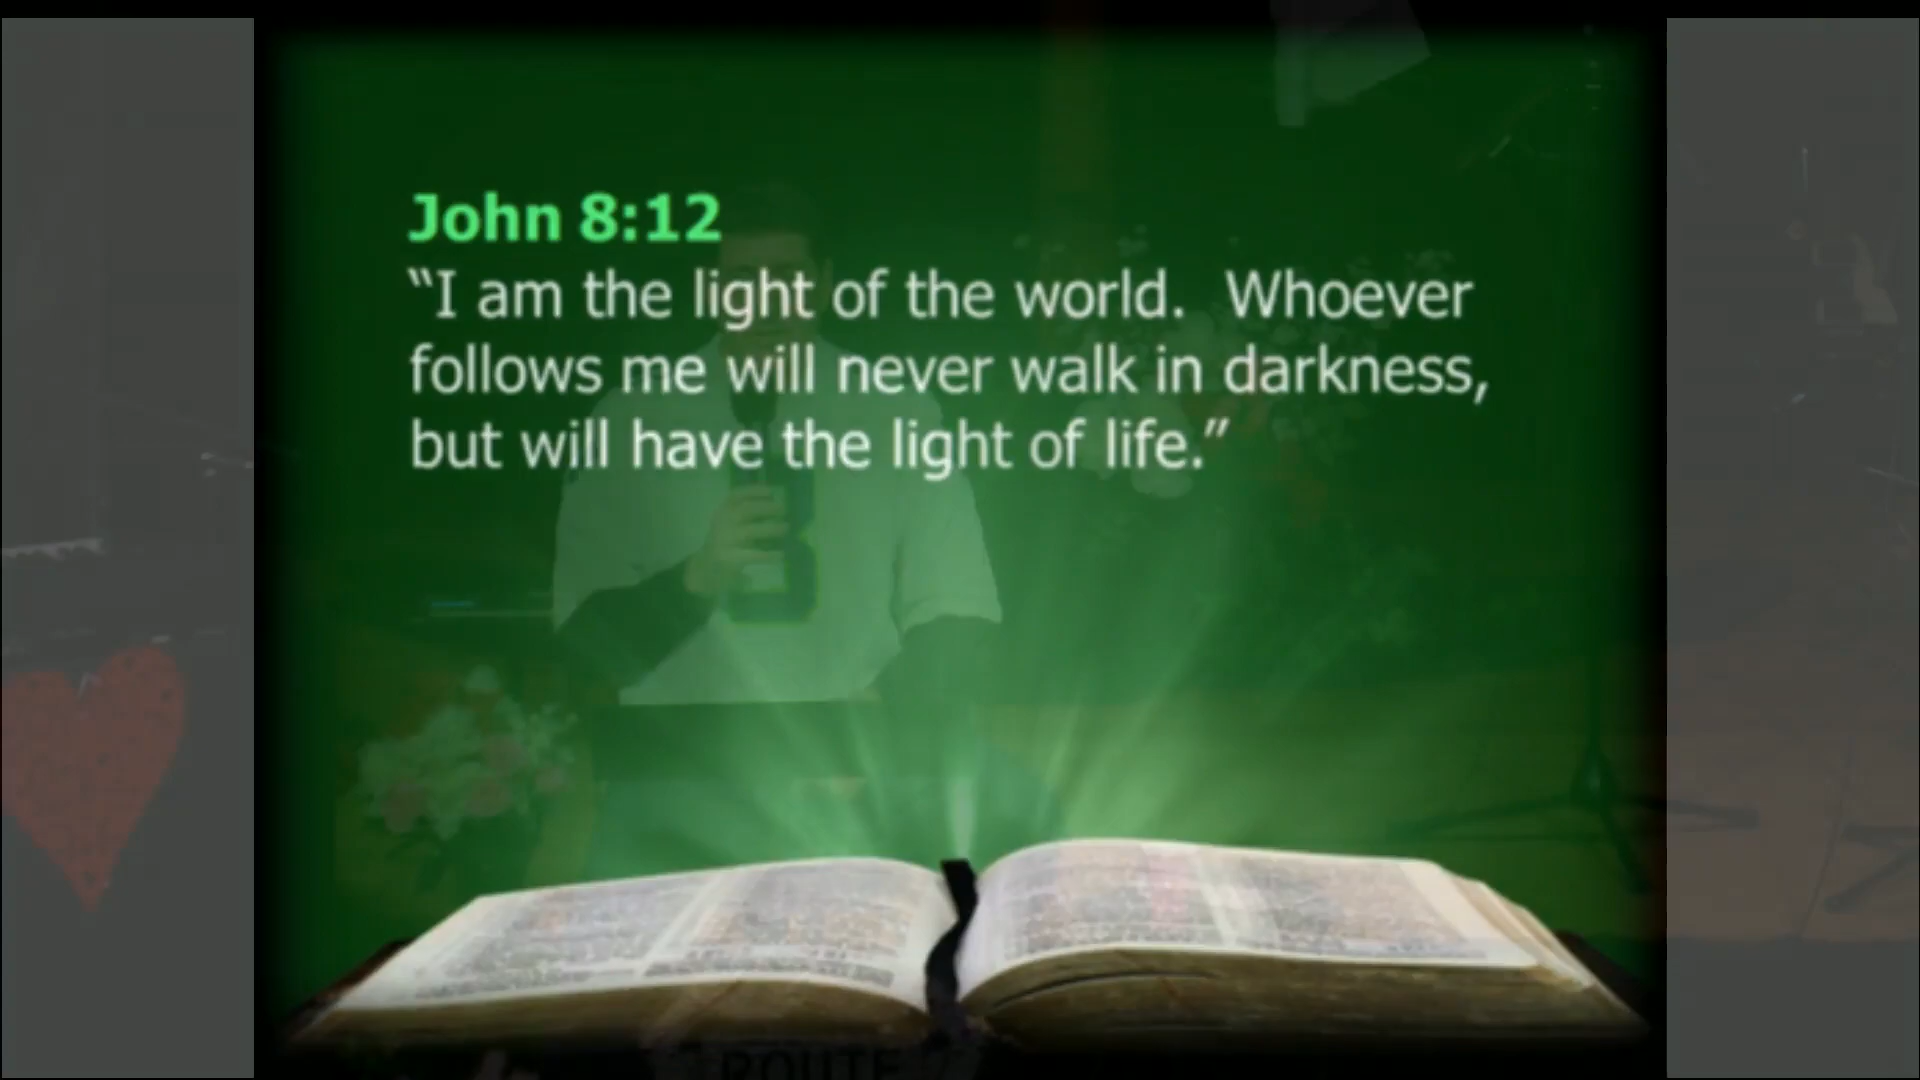 John 8:12
“I am the light of the world.  Whoever
follows me will never walk in darkness,
but will have the light of life.”
ROUTE